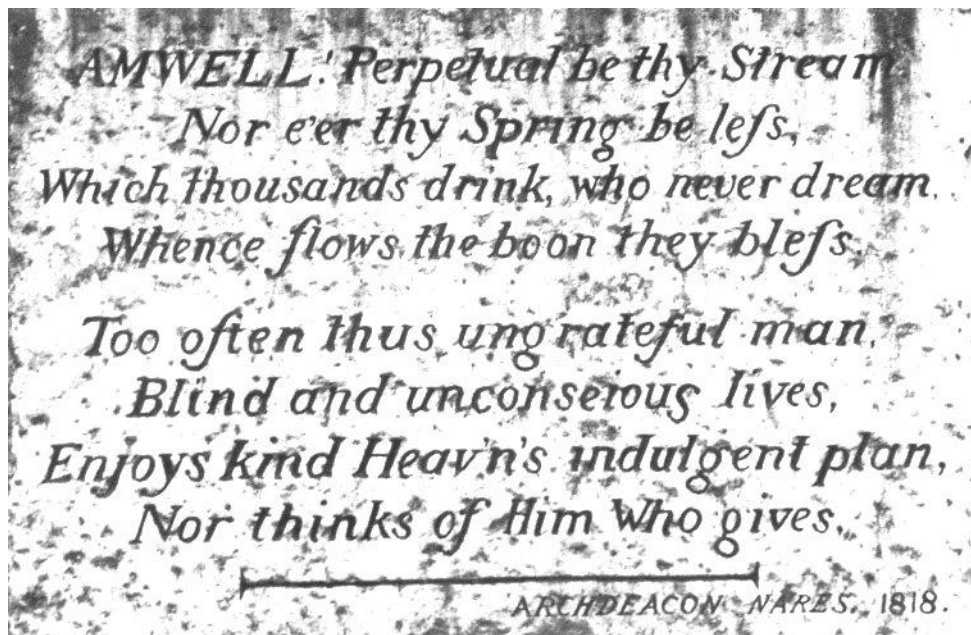 AMWELL! Perpetual be thy Stream
Nor e'er thy Spring be leſs,
Which thousands drink, who never dream
Whence flows the boon they bleſs.
Too often thus ungrateful man,
Blind and unconscious lives,
Enjoys kind Heav'n's indulgent plan,
Nor thinks of Him Who gives.
ARCHDEACON NARES. 1818.